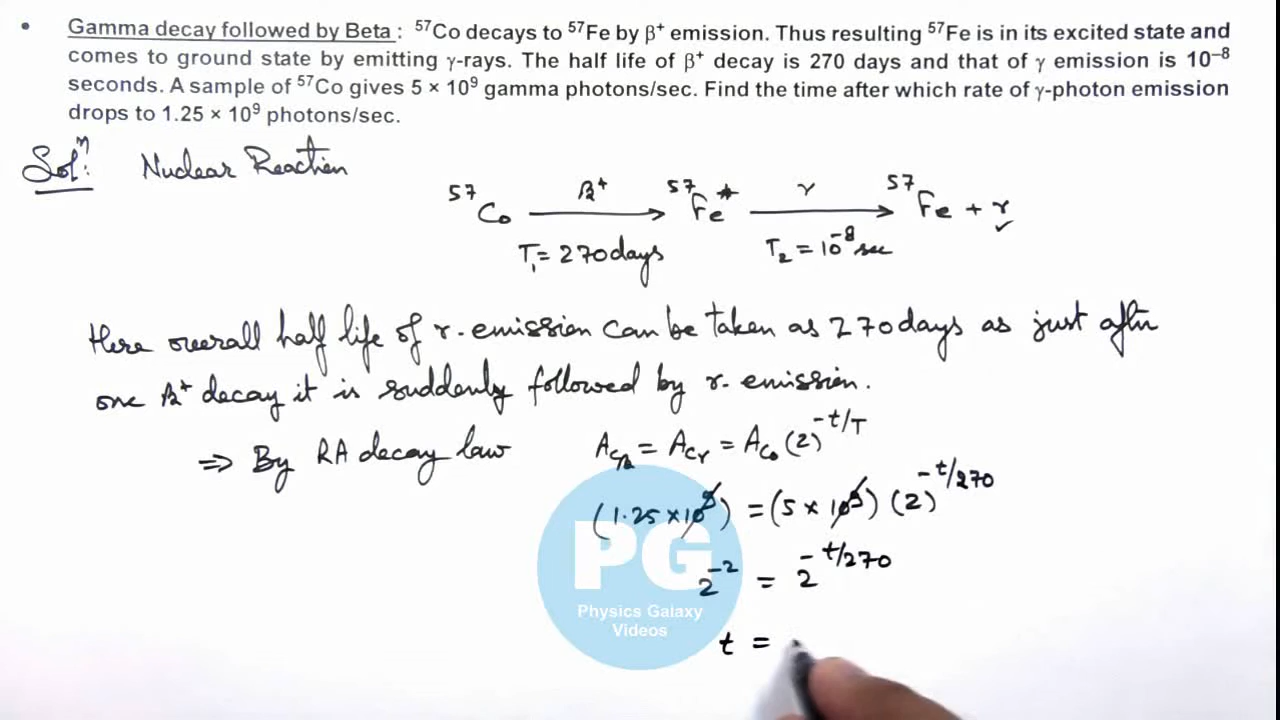 • Gamma decay followed by Beta : ⁵⁷Co decays to ⁵⁷Fe by β⁺ emission. Thus resulting ⁵⁷Fe is in its excited state and
comes to ground state by emitting γ-rays. The half life of β⁺ decay is 270 days and that of γ emission is 10⁻⁸
seconds. A sample of ⁵⁷Co gives 5 × 10⁹ gamma photons/sec. Find the time after which rate of γ-photon emission
drops to 1.25 × 10⁹ photons/sec.
Solⁿ: Nuclear Reaction
⁵⁷Co —β⁺→ ⁵⁷Fe* —γ→ ⁵⁷Fe + γ
T₁ = 270 days T₂ = 10⁻⁸ sec
Here overall half life of γ-emission can be taken as 270 days as just after
one β⁺ decay it is suddenly followed by γ-emission.
⇒ By RA decay law A = A = A (2)^(-t/T)
(1.25 × 10⁹) = (5 × 10⁹) (2)^(-t/270)
2⁻² = 2^(-t/270)
t =
PG
Physics Galaxy
Videos